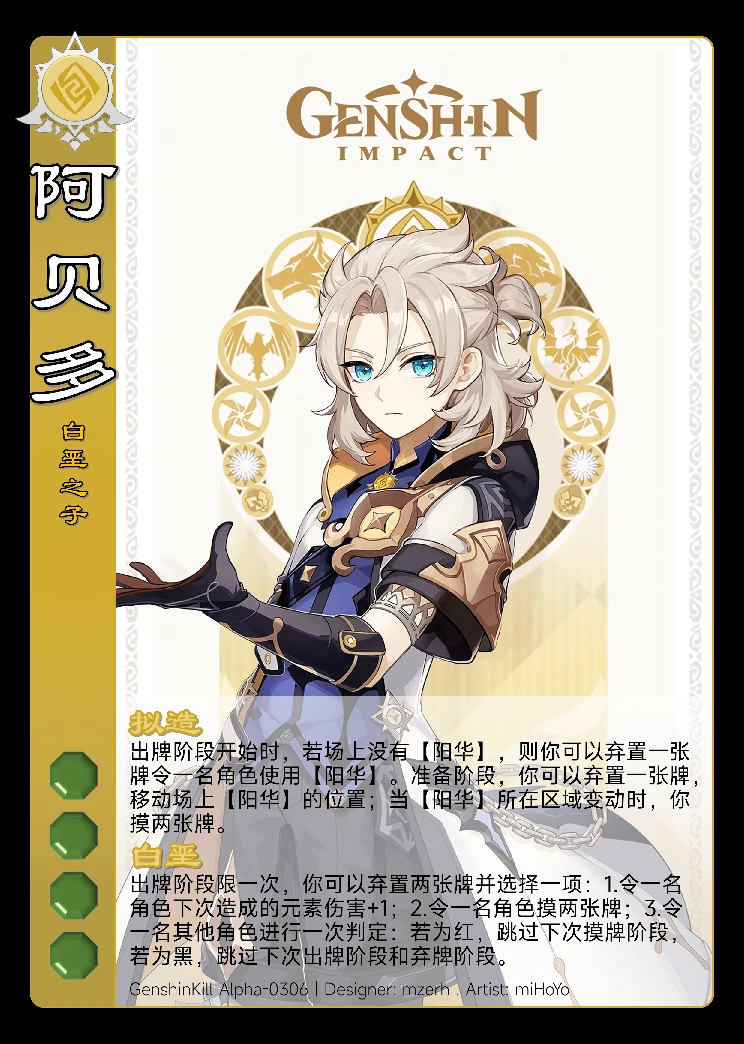 GENSHIN
IMPACT
阿贝多
白垩之子
拟造
出牌阶段开始时，若场上没有【阳华】，则你可以弃置一张
牌令一名角色使用【阳华】。准备阶段，你可以弃置一张牌，
移动场上【阳华】的位置；当【阳华】所在区域变动时，你
摸两张牌。
白垩
出牌阶段限一次，你可以弃置两张牌并选择一项：1.令一名
角色下次造成的元素伤害+1；2.令一名角色摸两张牌；3.令
一名其他角色进行一次判定：若为红，跳过下次摸牌阶段，
若为黑，跳过下次出牌阶段和弃牌阶段。
GenshinKill Alpha-0306 | Designer: mzerh . Artist: miHoYo